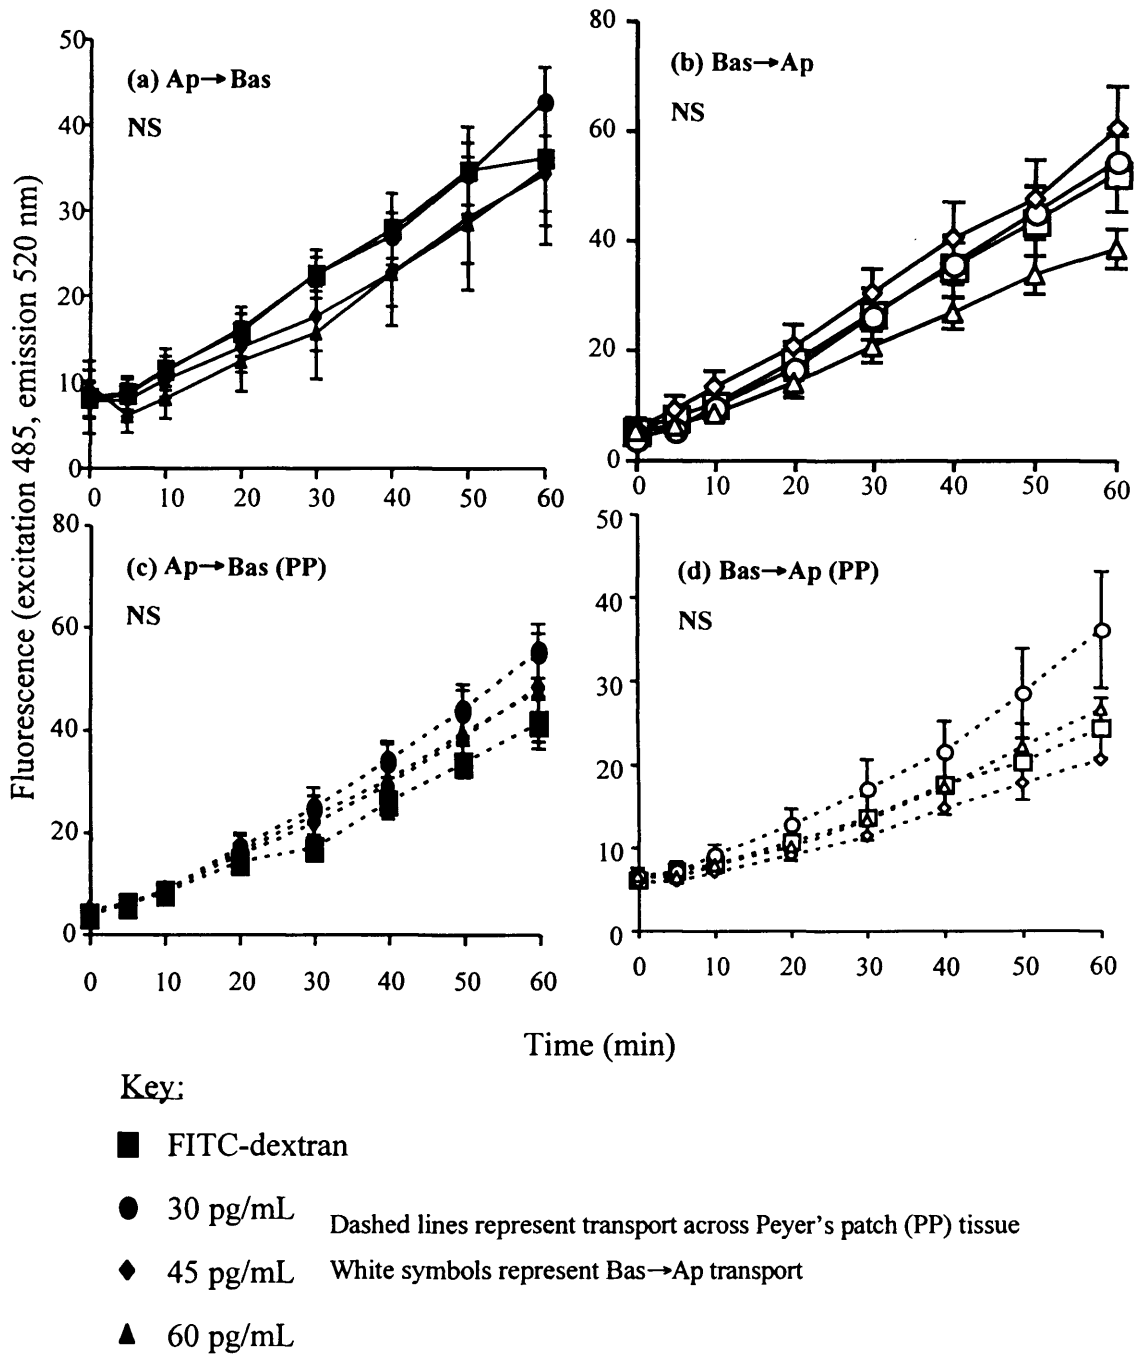 Fluorescence (excitation 485, emission 520 nm)
(a) Ap→Bas
NS
50
40
30
20
10
0
0 10 20 30 40 50 60
(b) Bas→Ap
NS
80
60
40
20
0
0 10 20 30 40 50 60
(c) Ap→Bas (PP)
NS
80
60
40
20
0
0 10 20 30 40 50 60
(d) Bas→Ap (PP)
NS
50
40
30
20
10
0
0 10 20 30 40 50 60
Time (min)
Key:
FITC-dextran
30 pg/mL
Dashed lines represent transport across Peyer's patch (PP) tissue
45 pg/mL
White symbols represent Bas→Ap transport
60 pg/mL